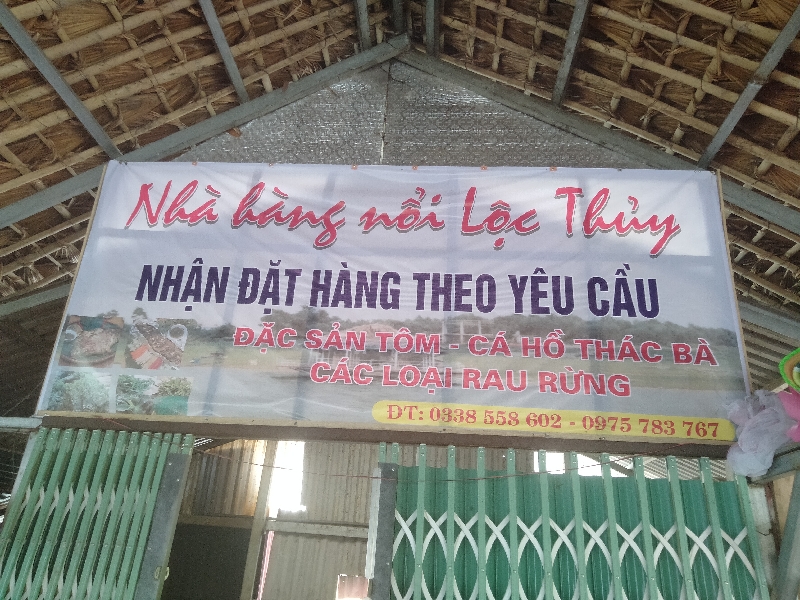 Nhà hàng nổi Lộc Thủy
NHẬN ĐẶT HÀNG THEO YÊU CẦU
ĐẶC SẢN TÔM - CÁ HỒ THÁC BÀ
CÁC LOẠI RAU RỪNG
ĐT: 0338 558 602 - 0975 783 767